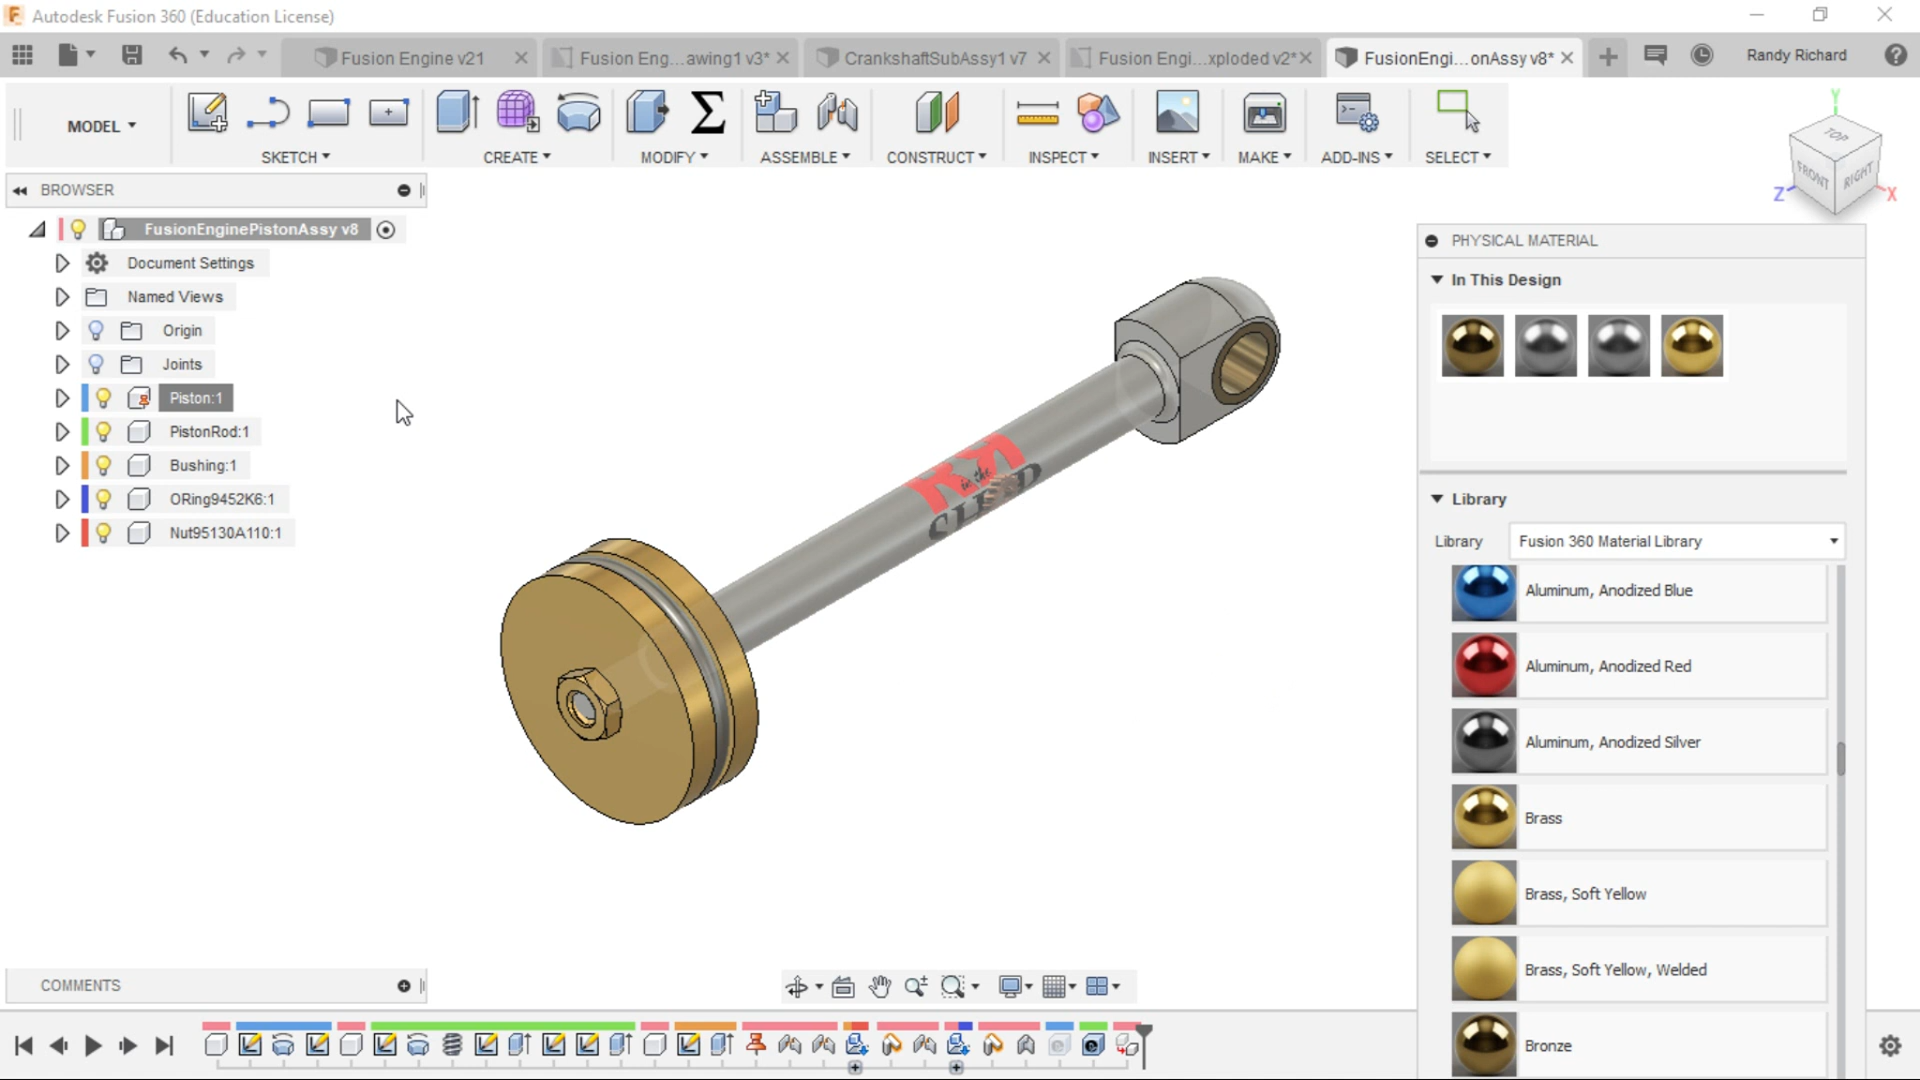 Autodesk Fusion 360 (Education License)
Fusion Engine v21
Fusion Eng...awing1 v3*
CrankshaftSubAssy1 v7
Fusion Engi...xploded v2*
FusionEngi...onAssy v8*
Randy Richard
MODEL
SKETCH
CREATE
MODIFY
ASSEMBLE
CONSTRUCT
INSPECT
INSERT
MAKE
ADD-INS
SELECT
Y
TOP
FRONT
RIGHT
Z
X
BROWSER
FusionEnginePistonAssy v8
Document Settings
Named Views
Origin
Joints
Piston:1
PistonRod:1
Bushing:1
ORing9452K6:1
Nut95130A110:1
in the
PHYSICAL MATERIAL
In This Design
Library
Library
Fusion 360 Material Library
Aluminum, Anodized Blue
Aluminum, Anodized Red
Aluminum, Anodized Silver
Brass
Brass, Soft Yellow
Brass, Soft Yellow, Welded
Bronze
COMMENTS